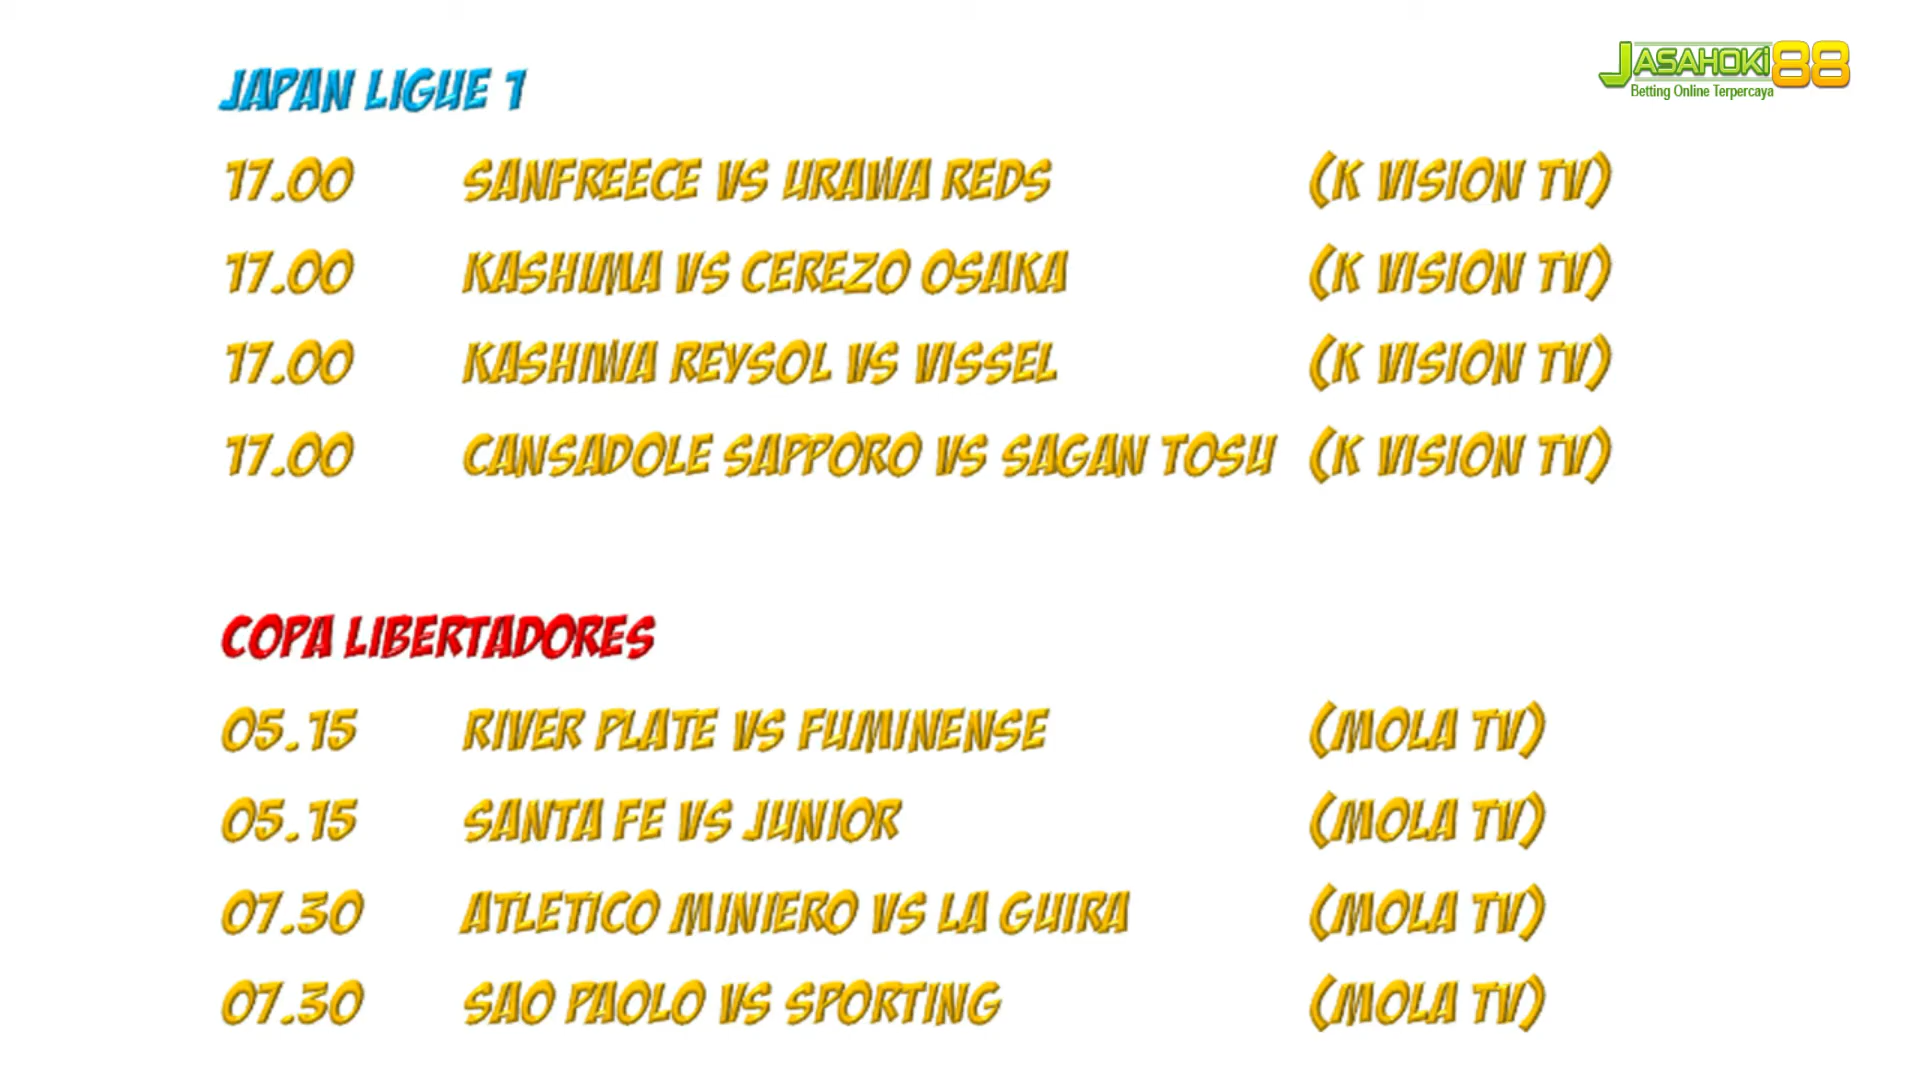 JASAHOKI88
Betting Online Terpercaya
JAPAN LIGUE 1
17.00 SANFREECE VS URAWA REDS (K VISION TV)
17.00 KASHIMA VS CEREZO OSAKA (K VISION TV)
17.00 KASHIWA REYSOL VS VISSEL (K VISION TV)
17.00 CANSADOLE SAPPORO VS SAGAN TOSU (K VISION TV)
COPA LIBERTADORES
05.15 RIVER PLATE VS FUMINENSE (MOLA TV)
05.15 SANTA FE VS JUNIOR (MOLA TV)
07.30 ATLETICO MINIERO VS LA GUIRA (MOLA TV)
07.30 SAO PAOLO VS SPORTING (MOLA TV)